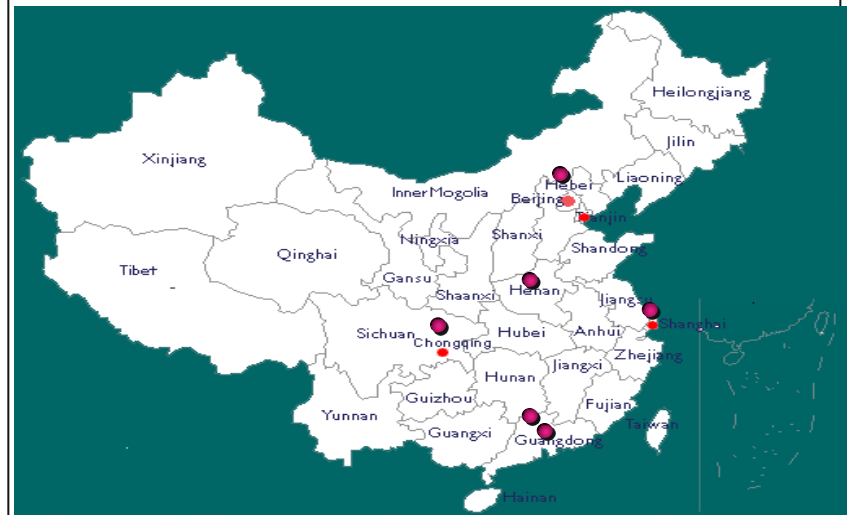 Heilongjiang
Jilin
Xinjiang
Liaoning
Heber
Inner Mogolia
Beijing
Tianjin
Ningxia
Shanxi
Shandong
Qinghai
Tibet
Gansu
Shaanxi
Henan
Jiangsu
Shanghai
Sichuan
Chongqing
Hubei
Anhui
Zhejiang
Hunan
Jiangxi
Guizhou
Fujian
Yunnan
Guangxi
Guangdong
Taiwan
Hainan